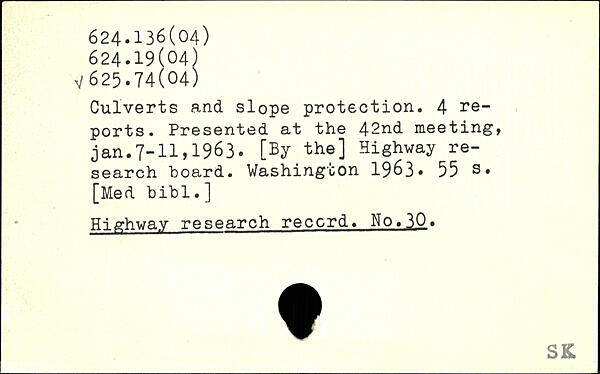 624.136(04)
624.19(04)
√ 625.74(04)
Culverts and slope protection. 4 re-
ports. Presented at the 42nd meeting,
jan.7-11,1963. [By the] Highway re-
search board. Washington 1963. 55 s.
[Med bibl.]
Highway research record. No.30.
SK